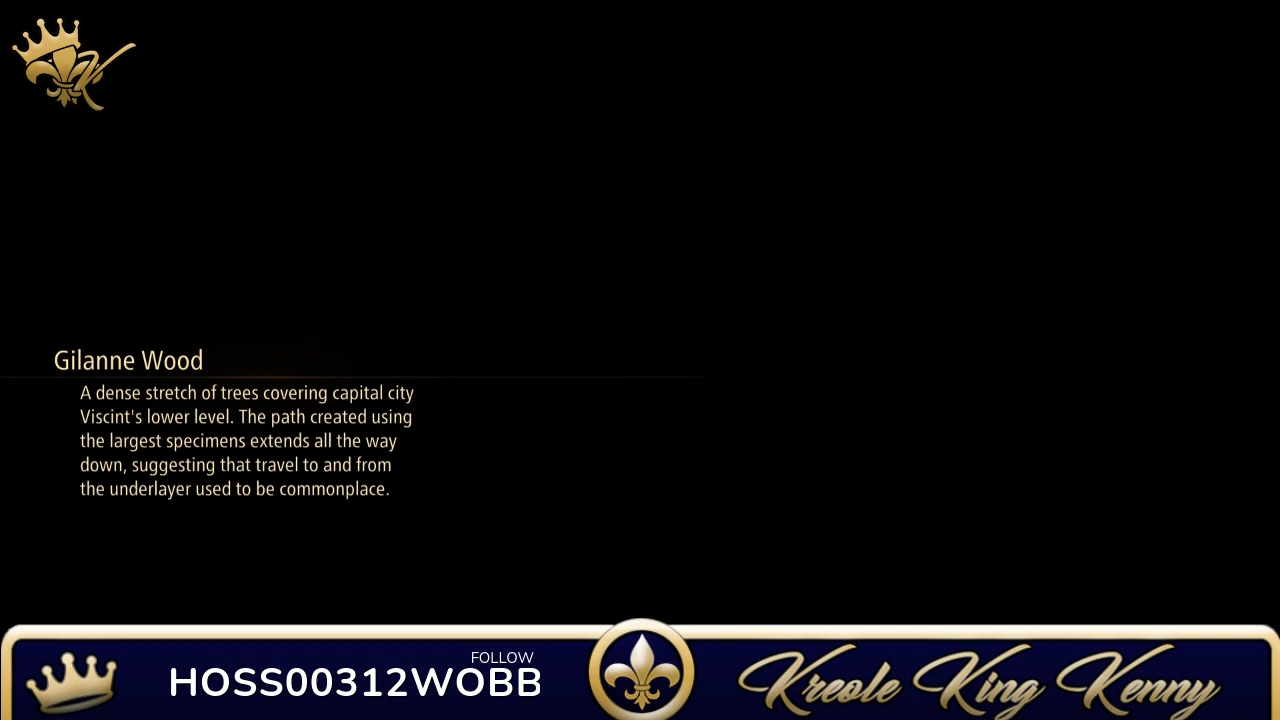 K
Gilanne Wood
A dense stretch of trees covering capital city
Viscint's lower level. The path created using
the largest specimens extends all the way
down, suggesting that travel to and from
the underlayer used to be commonplace.
FOLLOW
HOSS00312WOBB
Kreole King Kenny